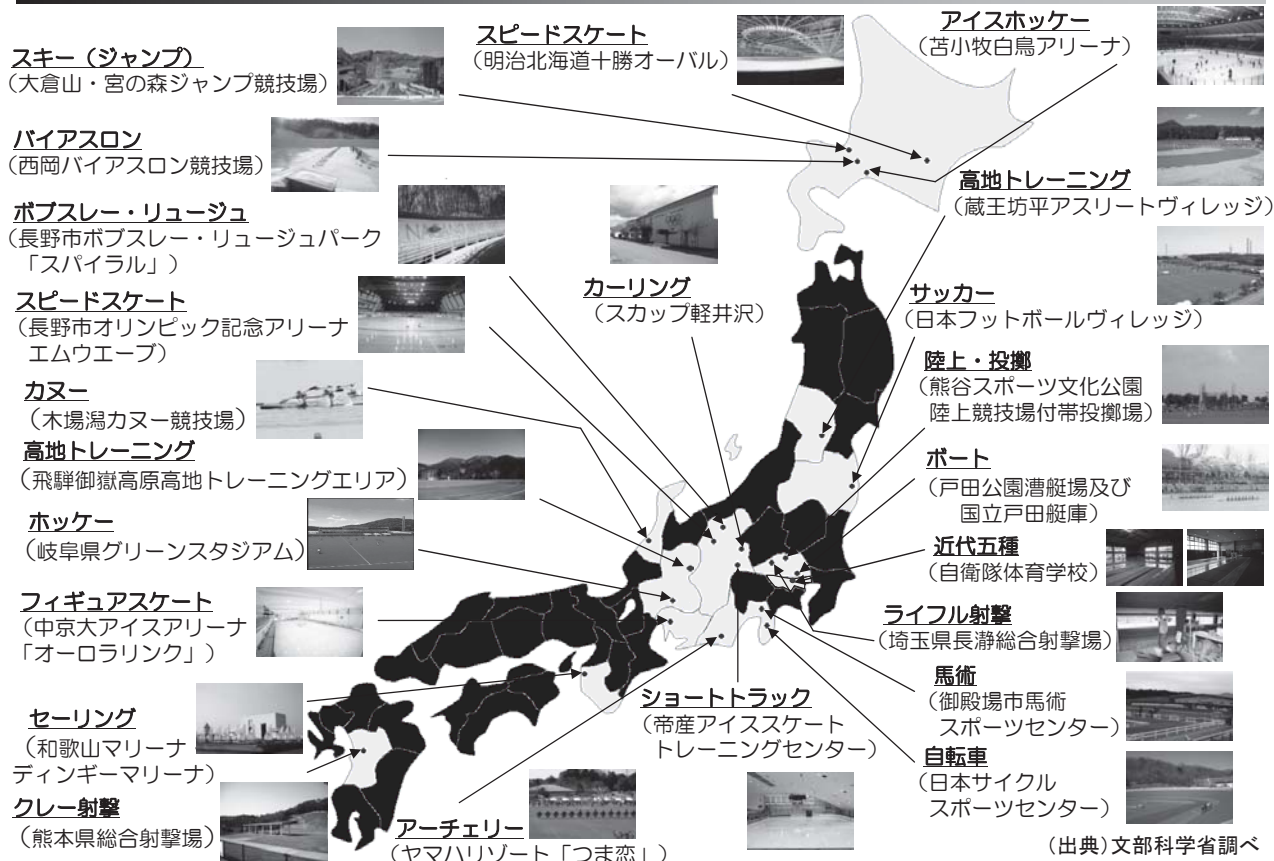 スキー（ジャンプ）
（大倉山・宮の森ジャンプ競技場）
スピードスケート
（明治北海道十勝オーバル）
アイスホッケー
（苫小牧白鳥アリーナ）
バイアスロン
（西岡バイアスロン競技場）
高地トレーニング
（蔵王坊平アスリートヴィレッジ）
ボブスレー・リュージュ
（長野市ボブスレー・リュージュパーク
「スパイラル」）
カーリング
（スカップ軽井沢）
サッカー
（日本フットボールヴィレッジ）
スピードスケート
（長野市オリンピック記念アリーナ
エムウエーブ）
陸上・投擲
（熊谷スポーツ文化公園
陸上競技場付帯投擲場）
カヌー
（木場潟カヌー競技場）
高地トレーニング
（飛騨御嶽高原高地トレーニングエリア）
ボート
（戸田公園漕艇場及び
国立戸田艇庫）
ホッケー
（岐阜県グリーンスタジアム）
近代五種
（自衛隊体育学校）
フィギュアスケート
（中京大アイスアリーナ
「オーロラリンク」）
ライフル射撃
（埼玉県長瀞総合射撃場）
馬術
（御殿場市馬術
スポーツセンター）
セーリング
（和歌山マリーナ・
ディンギーマリーナ）
ショートトラック
（帝産アイススケート
トレーニングセンター）
自転車
（日本サイクル
スポーツセンター）
クレー射撃
（熊本県総合射撃場）
アーチェリー
（ヤマハリゾート「つま恋」）
（出典）文部科学省調べ